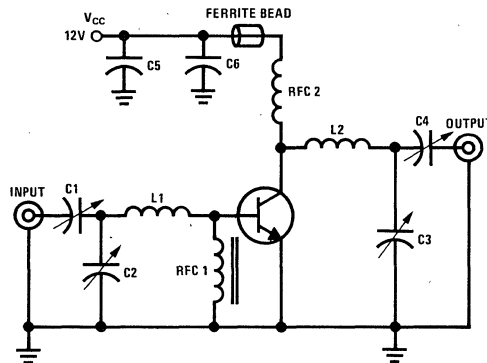 FERRITE BEAD
VCC
12V
C5
C6
RFC 2
L2
C4
OUTPUT
INPUT
C1
L1
C2
RFC 1
C3